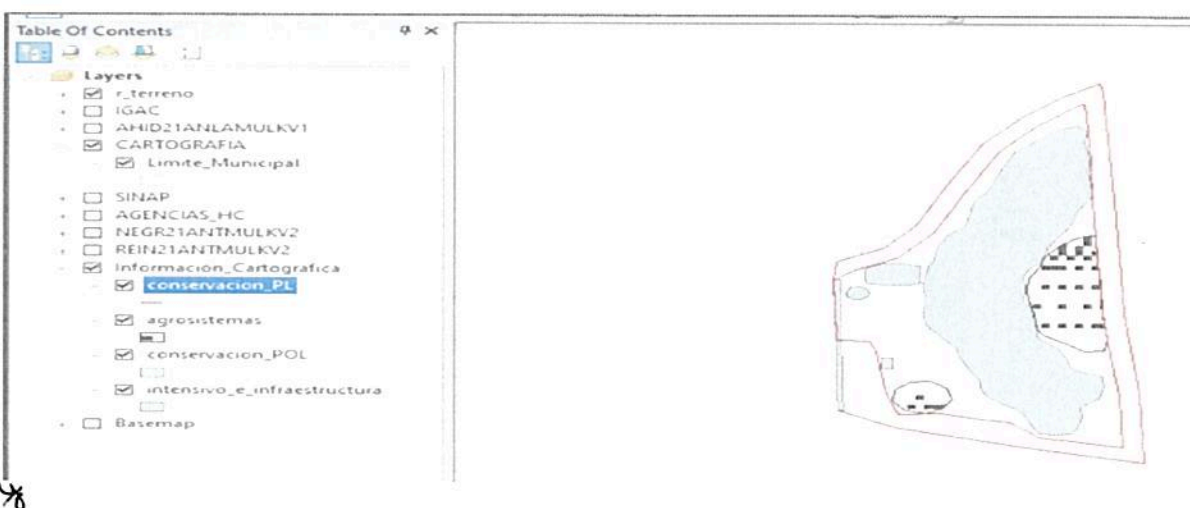 Table Of Contents
Layers
r_terreno
IGAC
AHID21ANLAMULKV1
CARTOGRAFIA
Limite_Municipal
SINAP
AGENCIAS_HC
NEGR21ANTMULKV2
REIN21ANTMULKV2
Información_Cartografica
conservacion_PL
agrosistemas
conservacion_POL
intensivo_e_infraestructura
Basemap